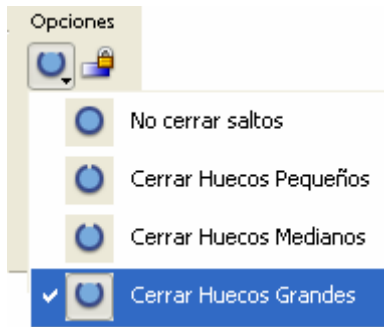 Opciones
No cerrar saltos
Cerrar Huecos Pequeños
Cerrar Huecos Medianos
Cerrar Huecos Grandes